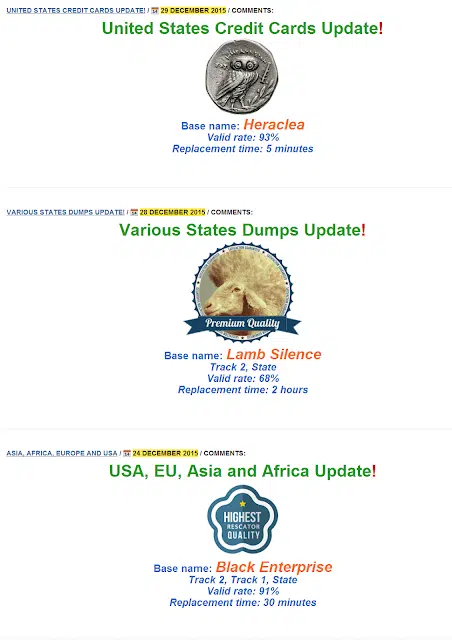 UNITED STATES CREDIT CARDS UPDATE! / 29 DECEMBER 2015 / COMMENTS:
United States Credit Cards Update!
Base name: Heraclea
Valid rate: 93%
Replacement time: 5 minutes
VARIOUS STATES DUMPS UPDATE! / 28 DECEMBER 2015 / COMMENTS:
Various States Dumps Update!
Premium Quality
Base name: Lamb Silence
Track 2, State
Valid rate: 68%
Replacement time: 2 hours
ASIA, AFRICA, EUROPE AND USA / 24 DECEMBER 2015 / COMMENTS:
USA, EU, Asia and Africa Update!
HIGHEST
RESCATOR
QUALITY
Base name: Black Enterprise
Track 2, Track 1, State
Valid rate: 91%
Replacement time: 30 minutes